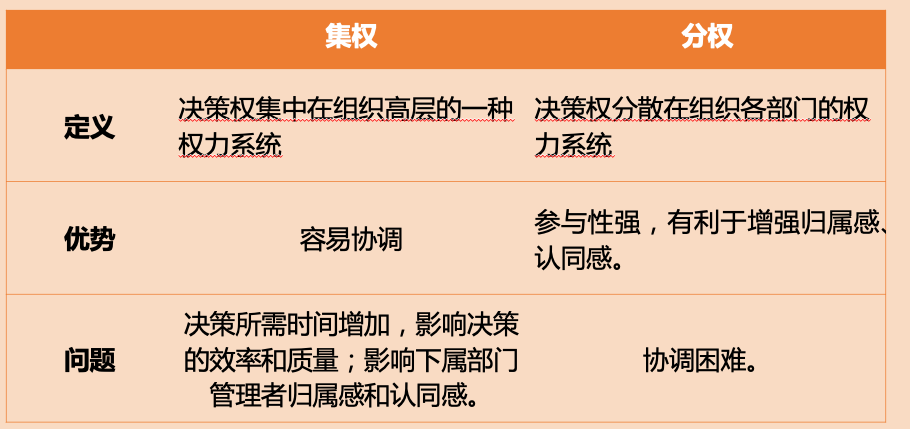 集权 分权
定义
决策权集中在组织高层的一种
权力系统
决策权分散在组织各部门的权
力系统
优势
容易协调
参与性强，有利于增强归属感、
认同感。
问题
决策所需时间增加，影响决策
的效率和质量；影响下属部门
管理者归属感和认同感。
协调困难。